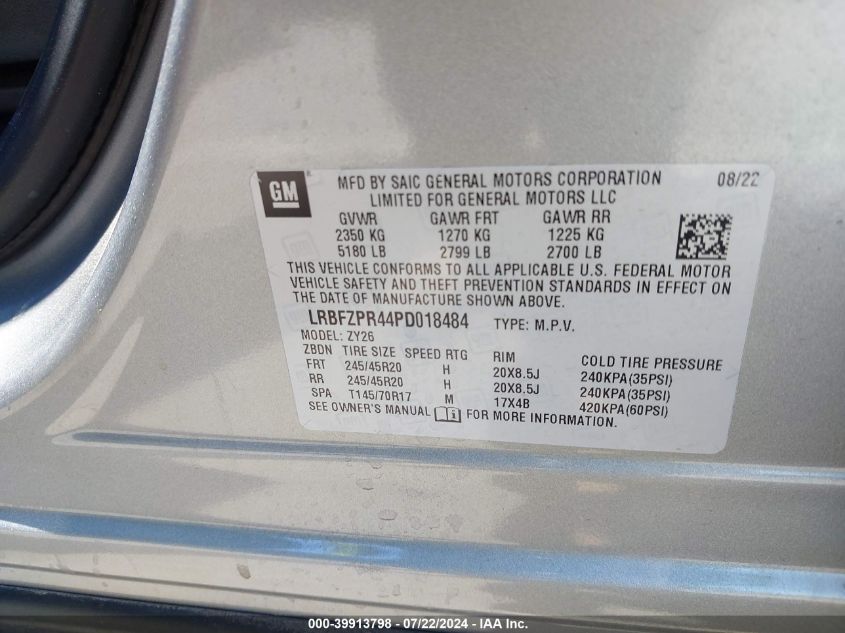 GM
MFD BY SAIC GENERAL MOTORS CORPORATION 08/22
LIMITED FOR GENERAL MOTORS LLC
GVWR GAWR FRT GAWR RR
2350 KG 1270 KG 1225 KG
5180 LB 2799 LB 2700 LB
THIS VEHICLE CONFORMS TO ALL APPLICABLE U.S. FEDERAL MOTOR
VEHICLE SAFETY AND THEFT PREVENTION STANDARDS IN EFFECT ON
THE DATE OF MANUFACTURE SHOWN ABOVE.
LRBFZPR44PD018484 TYPE: M.P.V.
MODEL: ZY26
ZBDN TIRE SIZE SPEED RTG RIM COLD TIRE PRESSURE
FRT 245/45R20 H 20X8.5J 240KPA(35PSI)
RR 245/45R20 H 20X8.5J 240KPA(35PSI)
SPA T145/70R17 M 17X4B 420KPA(60PSI)
SEE OWNER'S MANUAL FOR MORE INFORMATION.
000-39913798 - 07/22/2024 - IEAA Inc.